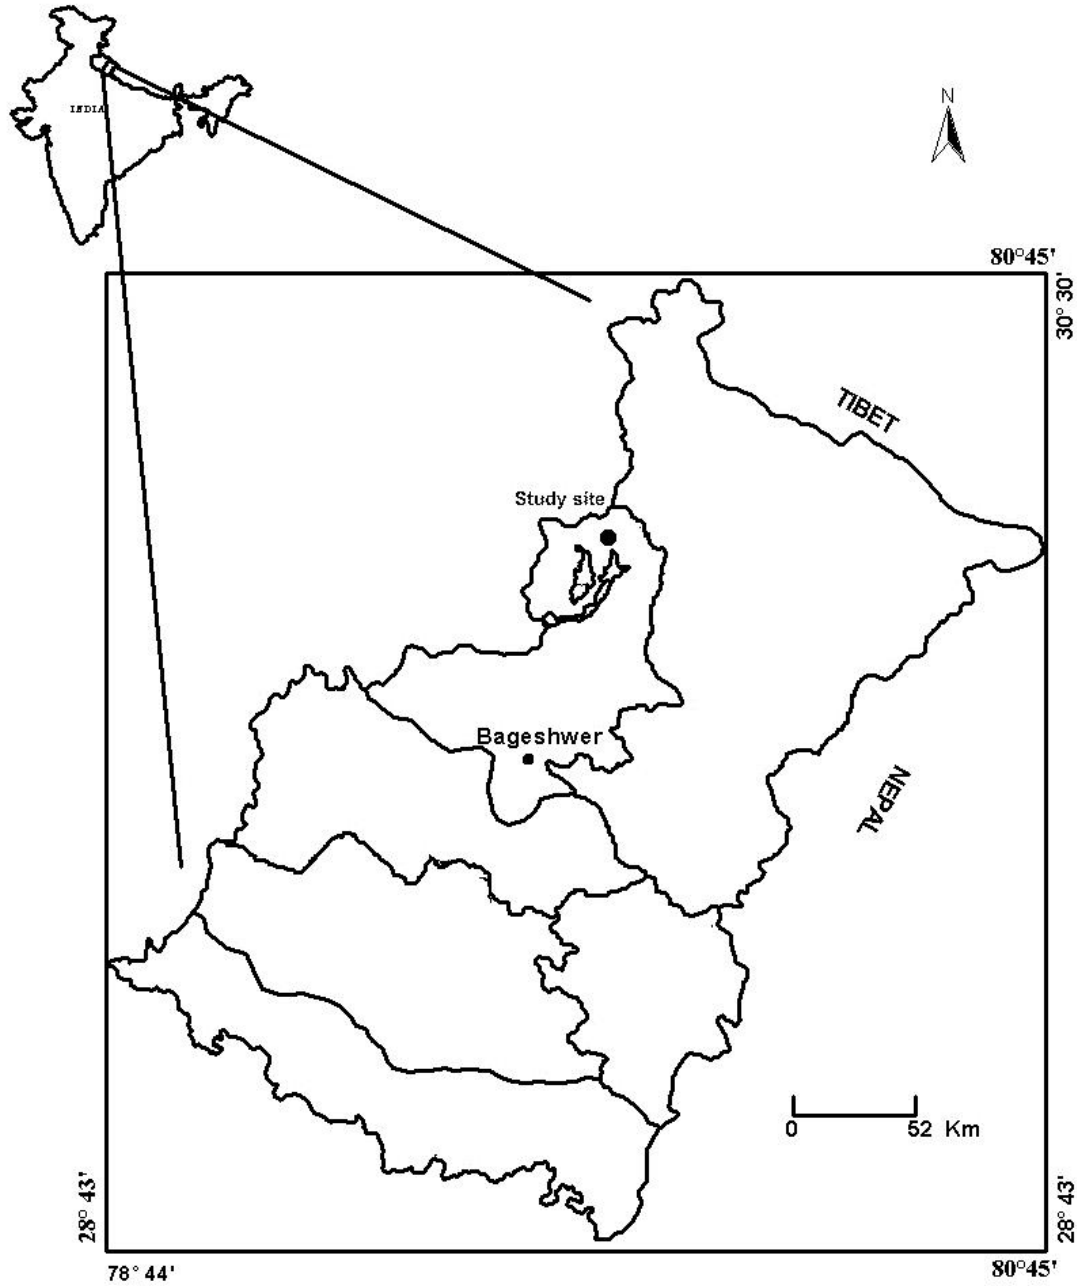 INDIA
N
80°45'
30° 30'
TIBET
Study site
Bageshwer
NEPAL
0 52 Km
28° 43'
28° 43'
78° 44'
80°45'